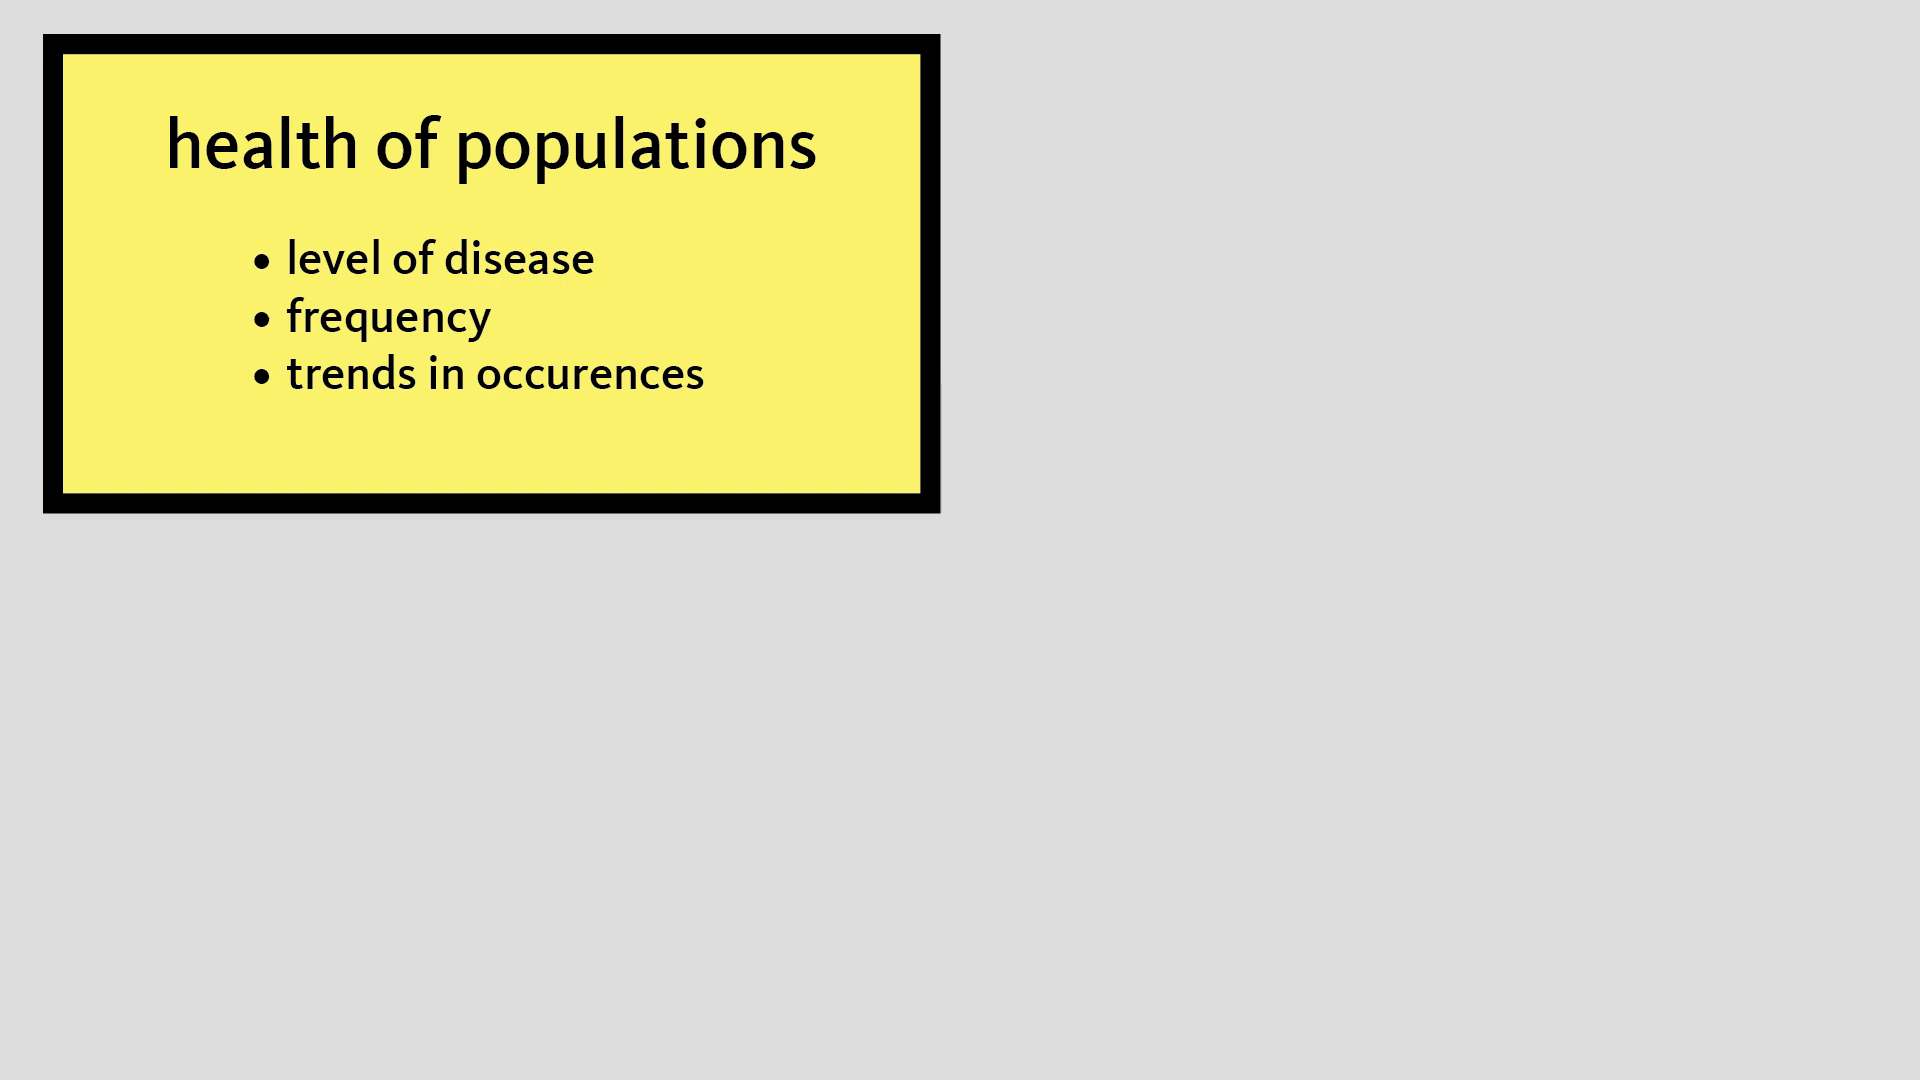 health of populations
• level of disease
• frequency
• trends in occurences